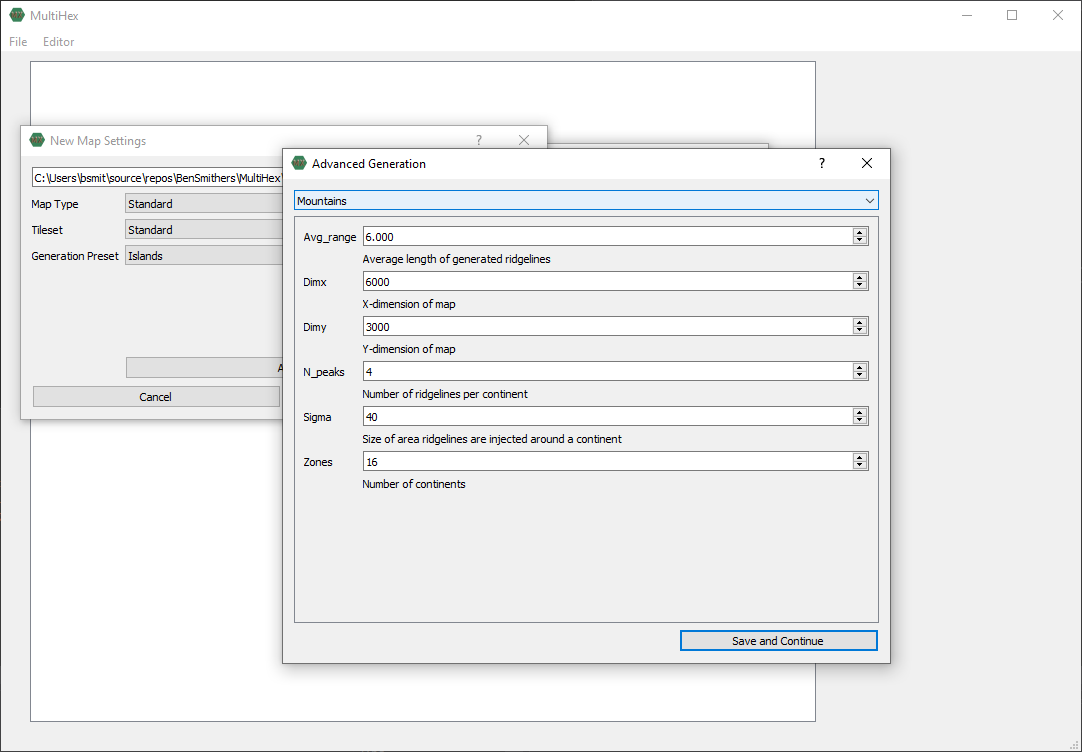 MultiHex
File Editor
New Map Settings ?
C:\Users\bsmit\source\repos\BenSmithers\MultiHex\
Map Type Standard
Tileset Standard
Generation Preset Islands
A
Cancel
Advanced Generation ?
Mountains
Avg_range 6.000
Average length of generated ridgelines
Dimx 6000
X-dimension of map
Dimy 3000
Y-dimension of map
N_peaks 4
Number of ridgelines per continent
Sigma 40
Size of area ridgelines are injected around a continent
Zones 16
Number of continents
Save and Continue